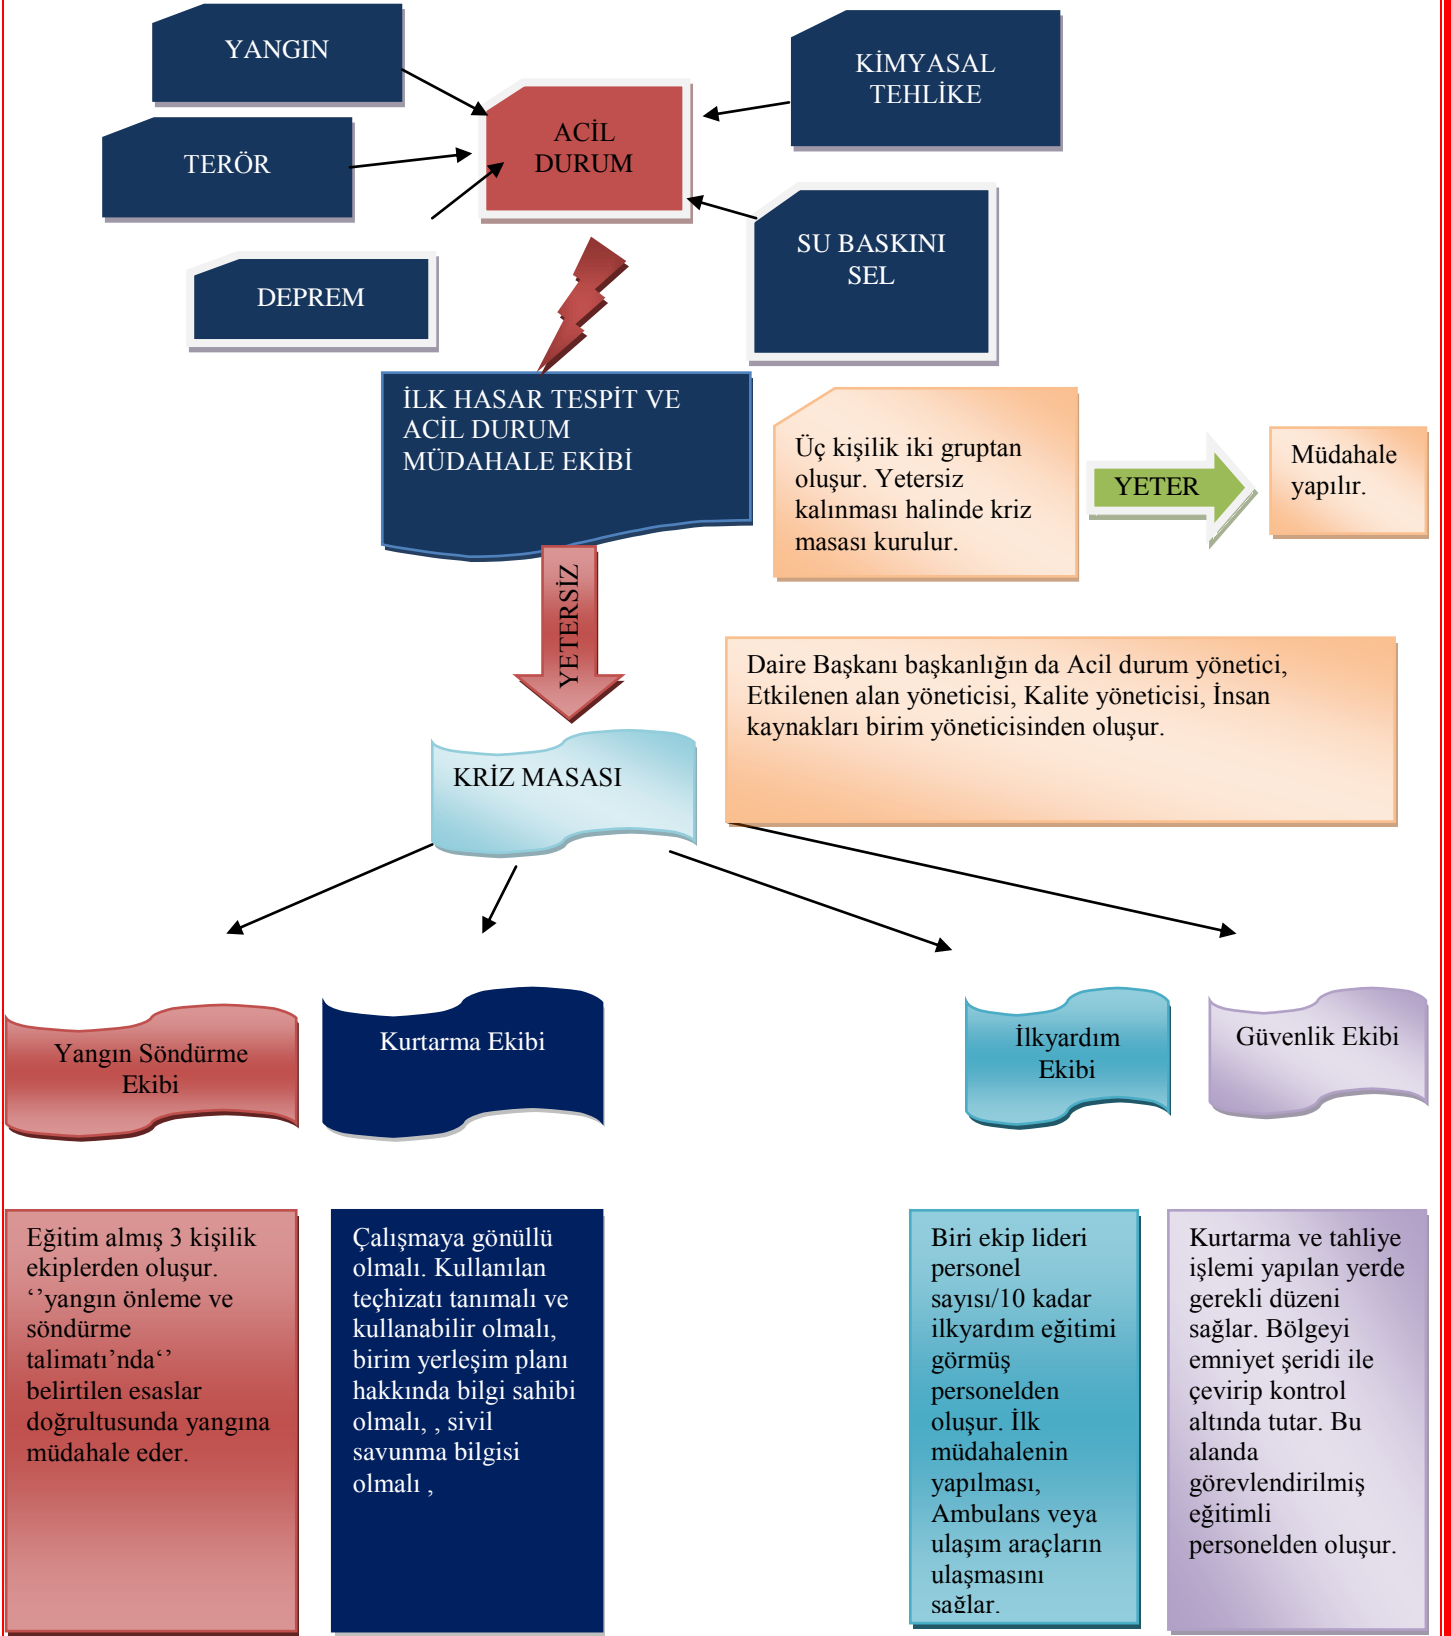 YANGIN
KİMYASAL
TEHLİKE
ACİL
DURUM
TERÖR
SU BASKINI
SEL
DEPREM
İLK HASAR TESPİT VE
ACİL DURUM
MÜDAHALE EKİBİ
Üç kişilik iki gruptan
oluşur. Yetersiz
kalınması halinde kriz
masası kurulur.
YETER
Müdahale
yapılır.
YETERSİZ
Daire Başkanı başkanlığın da Acil durum yönetici,
Etkilenen alan yöneticisi, Kalite yöneticisi, İnsan
kaynakları birim yöneticisinden oluşur.
KRİZ MASASI
Yangın Söndürme
Ekibi
Kurtarma Ekibi
İlkyardım
Ekibi
Güvenlik Ekibi
Eğitim almış 3 kişilik
ekiplerden oluşur.
‘’yangın önleme ve
söndürme
talimatı’nda‘’
belirtilen esaslar
doğrultusunda yangına
müdahale eder.
Çalışmaya gönüllü
olmalı. Kullanılan
teçhizatı tanımalı ve
kullanabilir olmalı,
birim yerleşim planı
hakkında bilgi sahibi
olmalı, , sivil
savunma bilgisi
olmalı ,
Biri ekip lideri
personel
sayısı/10 kadar
ilkyardım eğitimi
görmüş
personelden
oluşur. İlk
müdahalenin
yapılması,
Ambulans veya
ulaşım araçların
ulaşmasını
sağlar.
Kurtarma ve tahliye
işlemi yapılan yerde
gerekli düzeni
sağlar. Bölgeyi
emniyet şeridi ile
çevirip kontrol
altında tutar. Bu
alanda
görevlendirilmiş
eğitimli
personelden oluşur.